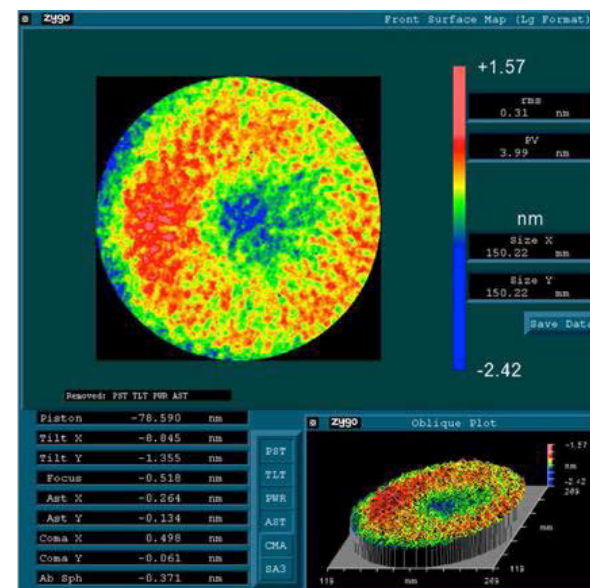 zygo Front Surface Map (Lg Format)
+1.57
rms
0.31 nm
PV
3.99 nm
nm
Size X
150.22 mm
Size Y
150.22 mm
Save Data
-2.42
Removed: PST TLT PWR AST
Piston -78.590 nm
Tilt X -8.845 nm
Tilt Y -1.355 nm
Focus -0.518 nm
Ast X -0.264 nm
Ast Y -0.134 nm
Coma X 0.498 nm
Coma Y -0.061 nm
Ab Sph -0.371 nm
PST
TLT
PWR
AST
CMA
SA3
zygo Oblique Plot
nm
-2.42
269
mm
119 mm 269 119